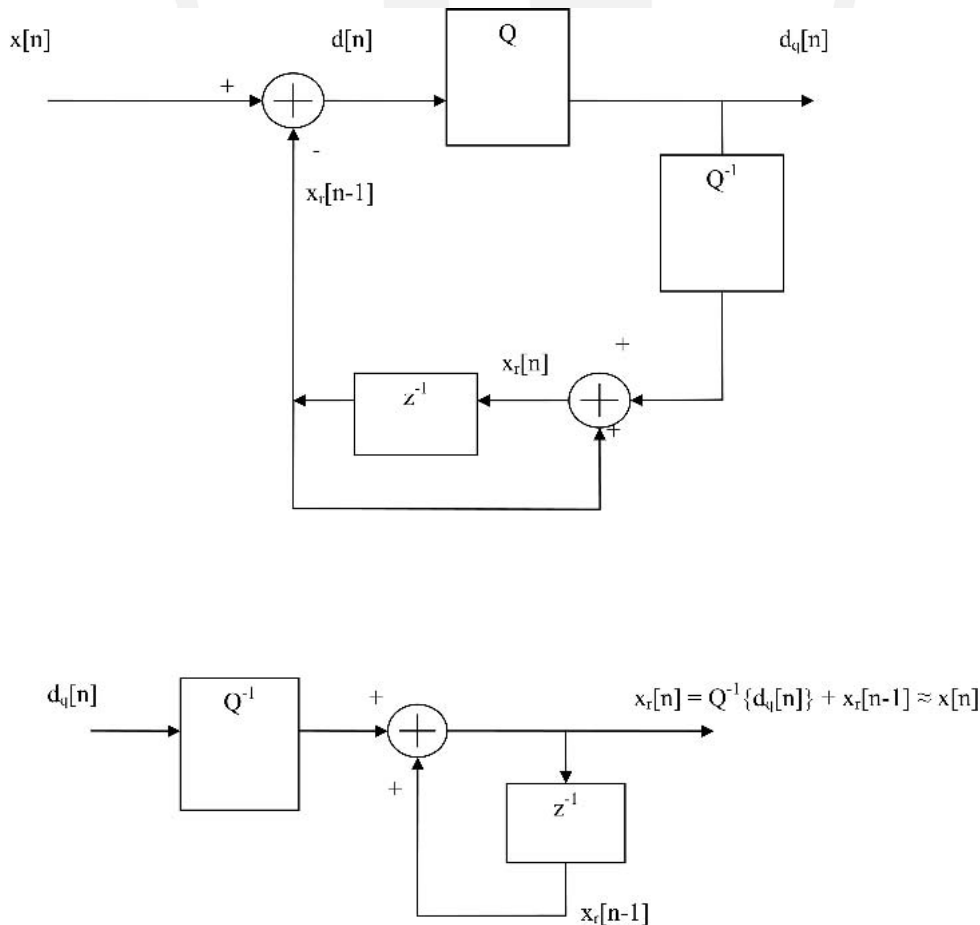 x[n] d[n] Q d_q[n]
+
-
x_r[n-1]
Q^-1
+
x_r[n]
z^-1
+
d_q[n] Q^-1 + x_r[n] = Q^-1{d_q[n]} + x_r[n-1] ≈ x[n]
+
z^-1
x_r[n-1]